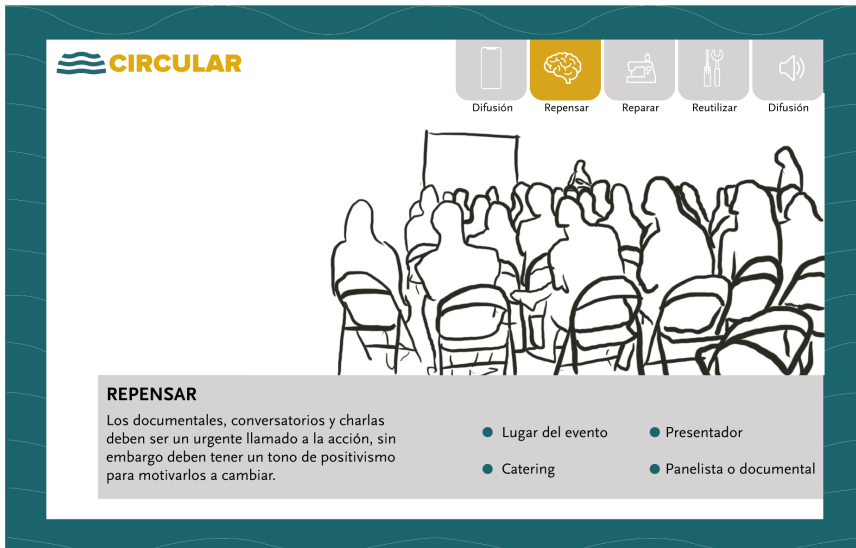 CIRCULAR
Difusión
Repensar
Reparar
Reutilizar
Difusión
REPENSAR
Los documentales, conversatorios y charlas
deben ser un urgente llamado a la acción, sin
embargo deben tener un tono de positivismo
para motivarlos a cambiar.
Lugar del evento
Presentador
Catering
Panelista o documental